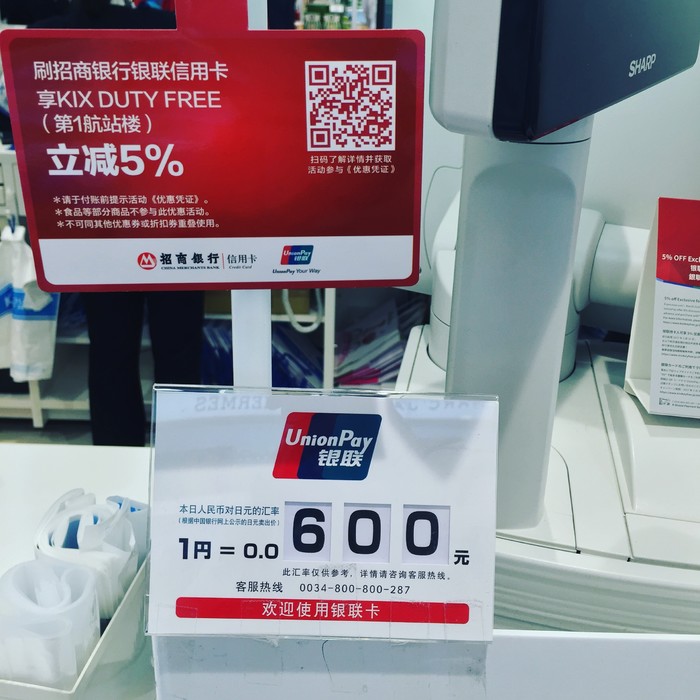 刷招商银行银联信用卡
享KIX DUTY FREE
（第1航站楼）
立减5%
扫码了解详情并获取
活动参与《优惠凭证》
＊请于付账前提示活动《优惠凭证》。
＊食品等部分商品不参与此优惠活动。
＊不可同其他优惠券或折扣券重叠使用。
招商银行
CHINA MERCHANTS BANK
信用卡
Credit Card
UnionPay
银联
UnionPay Your Way
SHARP
5% OFF Excl
HERMES
UnionPay
银联
本日人民币对日元的汇率
（根据中国银行网上公示的日元卖出价）
1円 = 0.0600元
此汇率仅供参考，详情请咨询客服热线。
客服热线 0034-800-800-287
欢迎使用银联卡